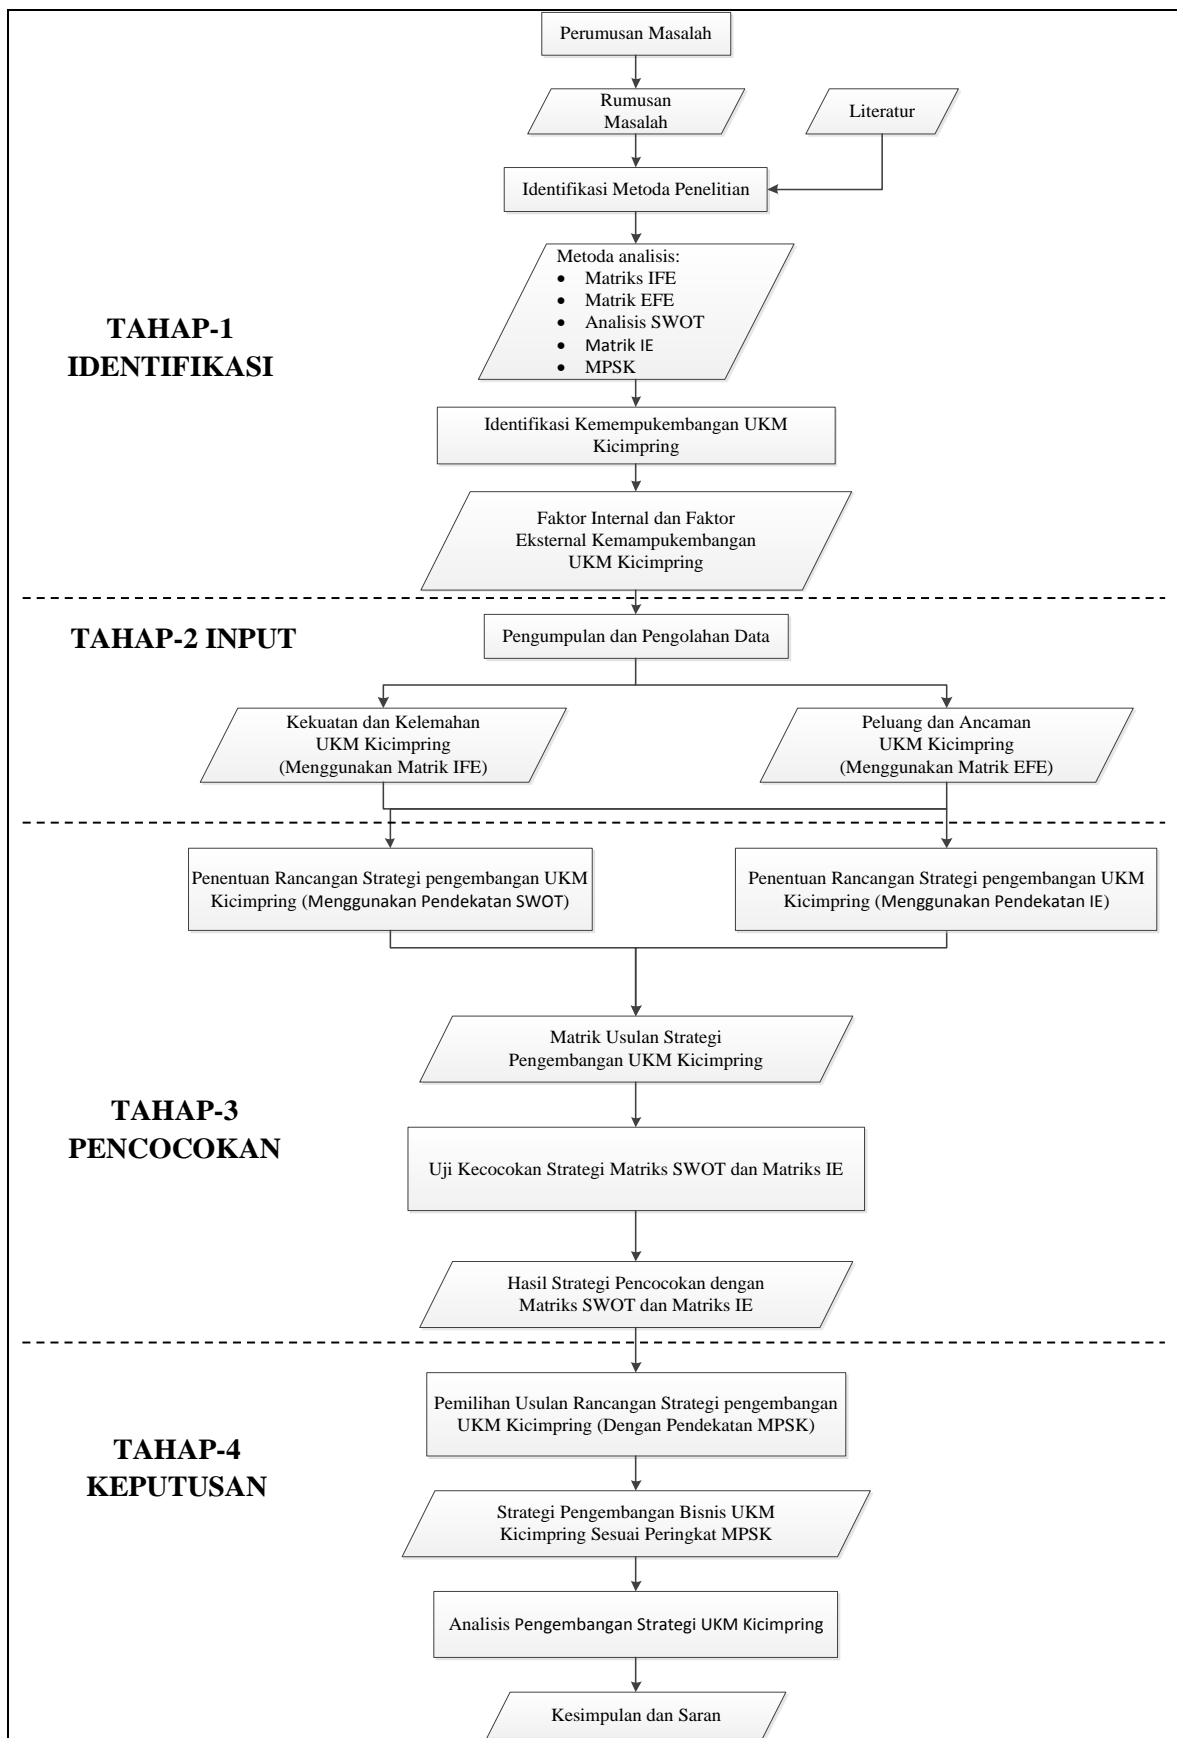 Perumusan Masalah
Rumusan
Masalah
Literatur
Identifikasi Metoda Penelitian
Metoda analisis:
• Matriks IFE
• Matrik EFE
• Analisis SWOT
• Matrik IE
• MPSK
TAHAP-1
IDENTIFIKASI
Identifikasi Kemempukembangan UKM
Kicimpring
Faktor Internal dan Faktor
Eksternal Kemampukembangan
UKM Kicimpring
TAHAP-2 INPUT
Pengumpulan dan Pengolahan Data
Kekuatan dan Kelemahan
UKM Kicimpring
(Menggunakan Matrik IFE)
Peluang dan Ancaman
UKM Kicimpring
(Menggunakan Matrik EFE)
Penentuan Rancangan Strategi pengembangan UKM
Kicimpring (Menggunakan Pendekatan SWOT)
Penentuan Rancangan Strategi pengembangan UKM
Kicimpring (Menggunakan Pendekatan IE)
Matrik Usulan Strategi
Pengembangan UKM Kicimpring
TAHAP-3
PENCOCOKAN
Uji Kecocokan Strategi Matriks SWOT dan Matriks IE
Hasil Strategi Pencocokan dengan
Matriks SWOT dan Matriks IE
Pemilihan Usulan Rancangan Strategi pengembangan
UKM Kicimpring (Dengan Pendekatan MPSK)
TAHAP-4
KEPUTUSAN
Strategi Pengembangan Bisnis UKM
Kicimpring Sesuai Peringkat MPSK
Analisis Pengembangan Strategi UKM Kicimpring
Kesimpulan dan Saran